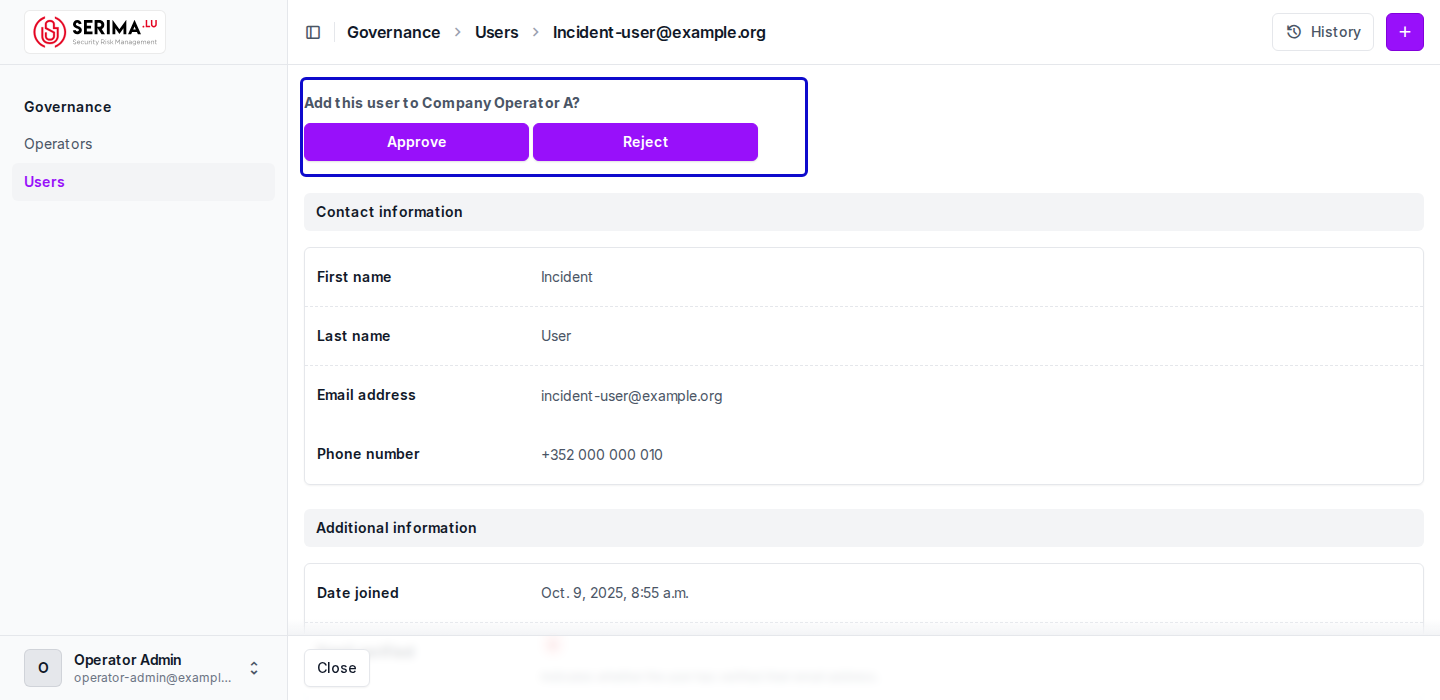 SERIMA.LU
Security Risk Management
Governance
Operators
Users
O
Operator Admin
operator-admin@exampl...
Governance > Users > Incident-user@example.org
History
+
Add this user to Company Operator A?
Approve Reject
Contact information
First name Incident
Last name User
Email address incident-user@example.org
Phone number +352 000 000 010
Additional information
Date joined Oct. 9, 2025, 8:55 a.m.
Close